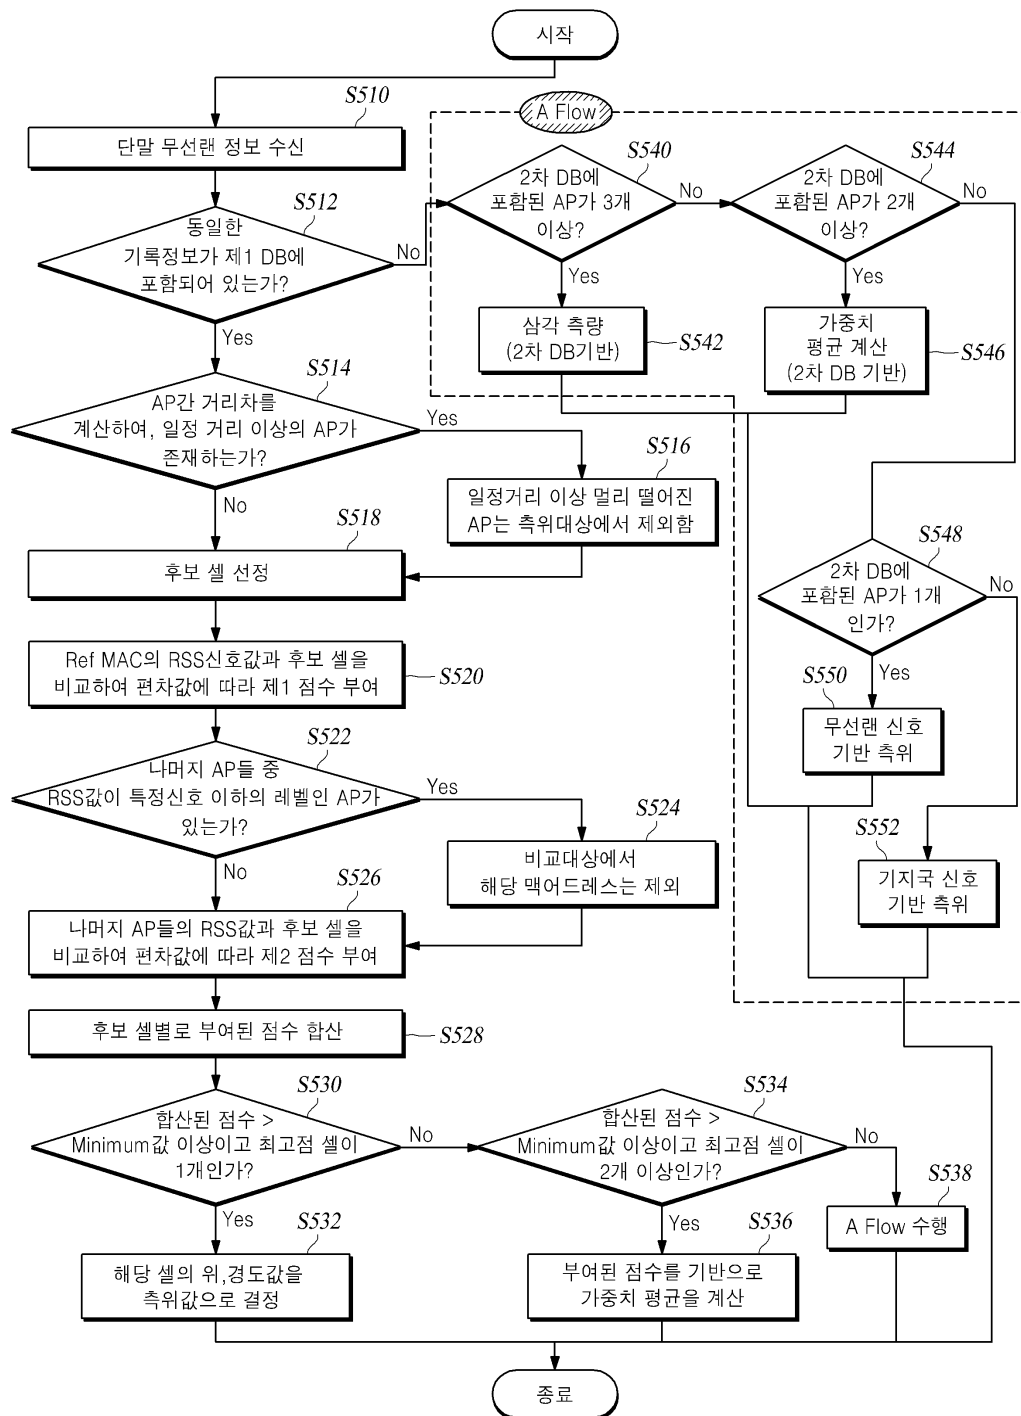 시작
S510
단말 무선랜 정보 수신
S512
동일한
기록정보가 제1 DB에
포함되어 있는가?
No
Yes
S514
AP간 거리차를
계산하여, 일정 거리 이상의 AP가
존재하는가?
Yes
No
S516
일정거리 이상 멀리 떨어진
AP는 측위대상에서 제외함
S518
후보 셀 선정
Ref MAC의 RSS신호값과 후보 셀을
비교하여 편차값에 따라 제1 점수 부여
S520
S522
나머지 AP들 중
RSS값이 특정신호 이하의 레벨인 AP가
있는가?
Yes
No
S524
비교대상에서
해당 맥어드레스는 제외
S526
나머지 AP들의 RSS값과 후보 셀을
비교하여 편차값에 따라 제2 점수 부여
후보 셀별로 부여된 점수 합산
S528
S530
합산된 점수 >
Minimum값 이상이고 최고점 셀이
1개인가?
No
Yes
S532
해당 셀의 위,경도값을
측위값으로 결정
S534
합산된 점수 >
Minimum값 이상이고 최고점 셀이
2개 이상인가?
No
Yes
S536
부여된 점수를 기반으로
가중치 평균을 계산
S538
A Flow 수행
A Flow
S540
2차 DB에
포함된 AP가 3개
이상?
No
Yes
삼각 측량
(2차 DB기반)
S542
S544
2차 DB에
포함된 AP가 2개
이상?
No
Yes
가중치
평균 계산
(2차 DB 기반)
S546
S548
2차 DB에
포함된 AP가 1개
인가?
No
Yes
S550
무선랜 신호
기반 측위
S552
기지국 신호
기반 측위
종료